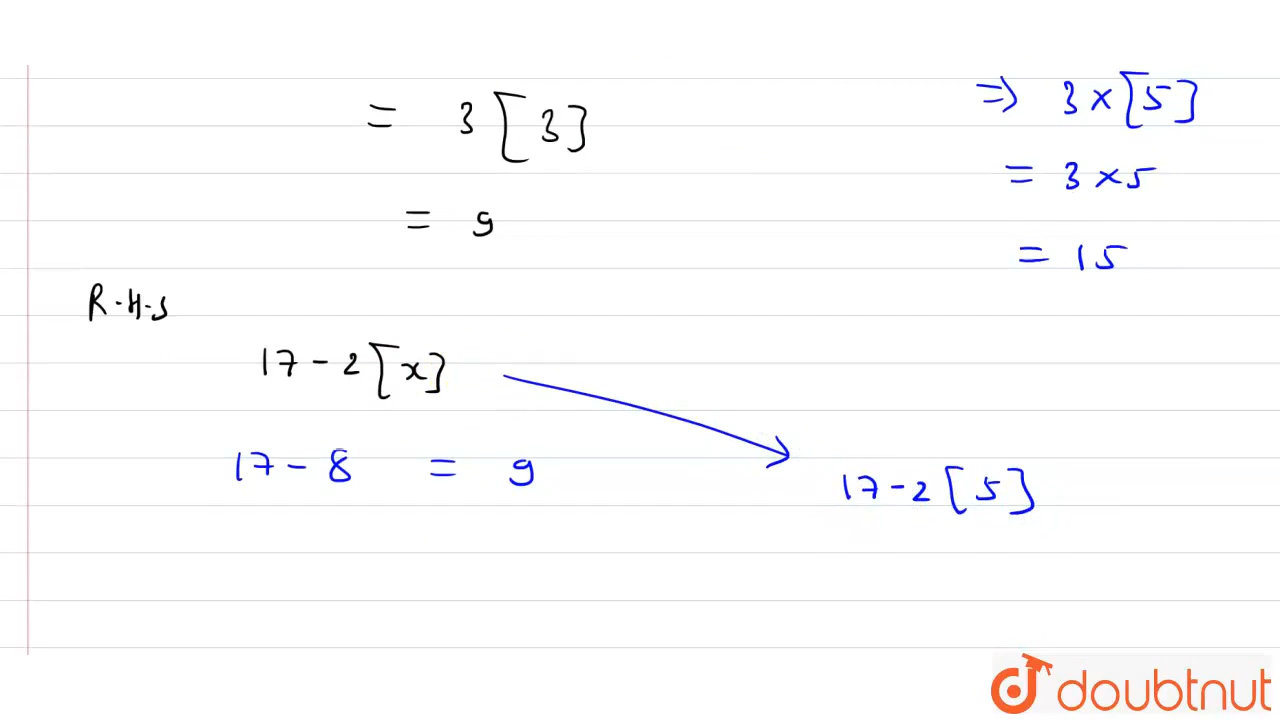 = 3[3]
= 9
R.H.S
17-2[x]
17-8 = 9
⇒ 3×[5]
= 3×5
= 15
17-2[5]
doubtnut